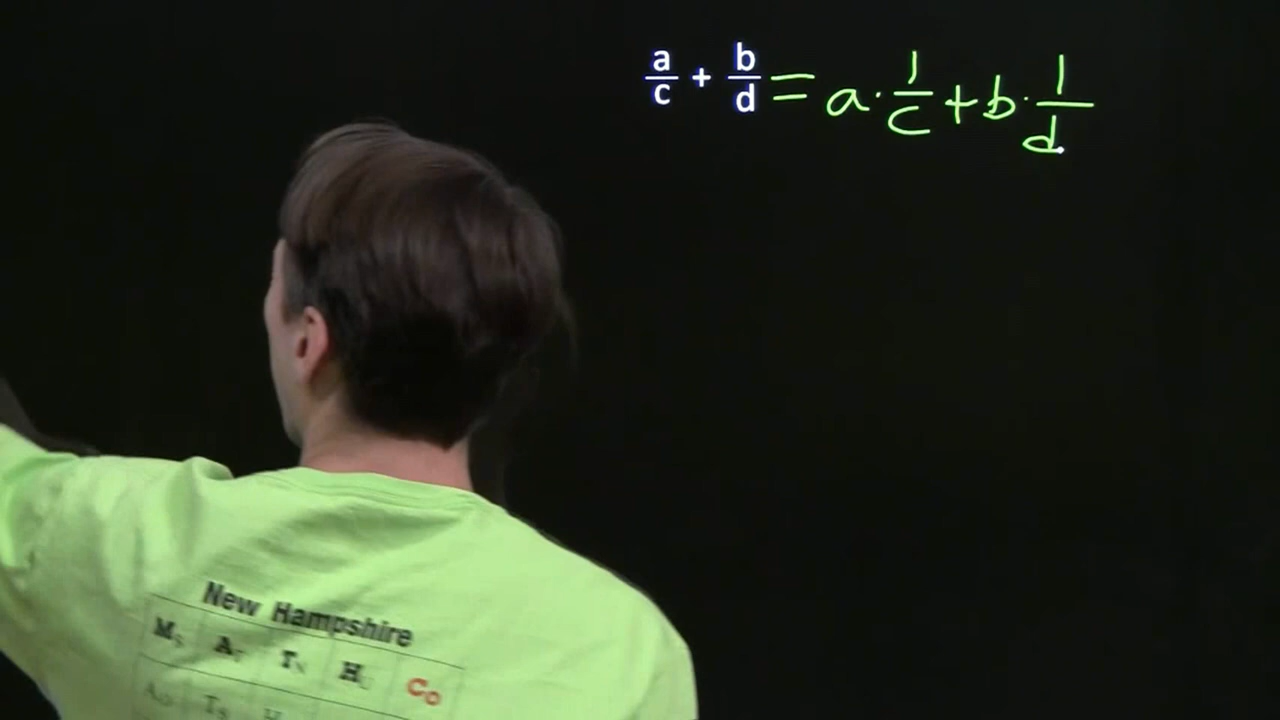 a/c + b/d = a · 1/c + b · 1/d
New Hampshire
M A T H Co